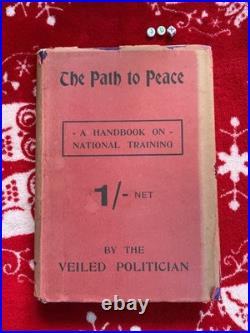 The Path to Peace
- A HANDBOOK ON -
NATIONAL TRAINING
1/- NET
BY THE
VEILED POLITICIAN